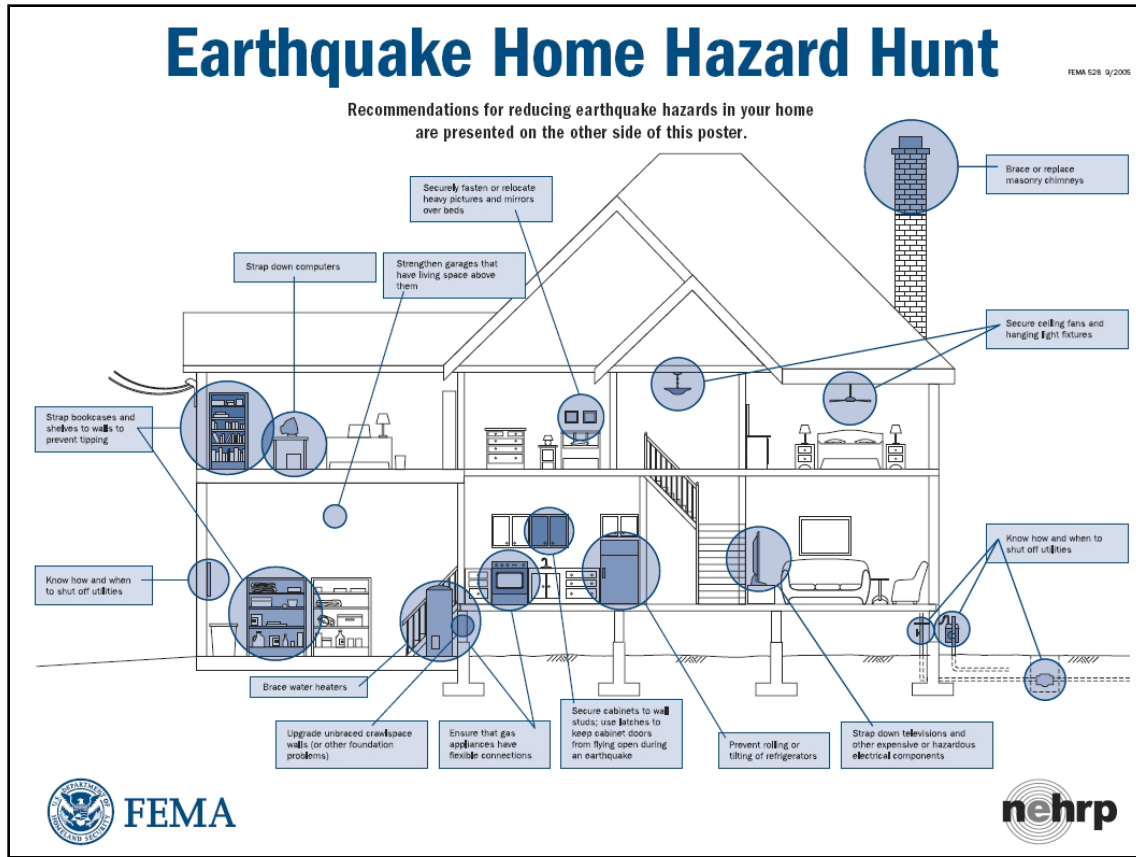 Earthquake Home Hazard Hunt
FEMA 528 9/2005
Recommendations for reducing earthquake hazards in your home
are presented on the other side of this poster.
Brace or replace
masonry chimneys
Securely fasten or relocate
heavy pictures and mirrors
over beds
Strap down computers
Strengthen garages that
have living space above
them
Secure ceiling fans and
hanging light fixtures
Strap bookcases and
shelves to walls to
prevent tipping
Know how and when
to shut off utilities
Know how and when to
shut off utilities
Brace water heaters
Upgrade unbraced crawlspace
walls (or other foundation
problems)
Ensure that gas
appliances have
flexible connections
Secure cabinets to wall
studs; use latches to
keep cabinet doors
from flying open during
an earthquake
Prevent rolling or
tilting of refrigerators
Strap down televisions and
other expensive or hazardous
electrical components
U.S. DEPARTMENT OF
HOMELAND SECURITY
FEMA
nehrp